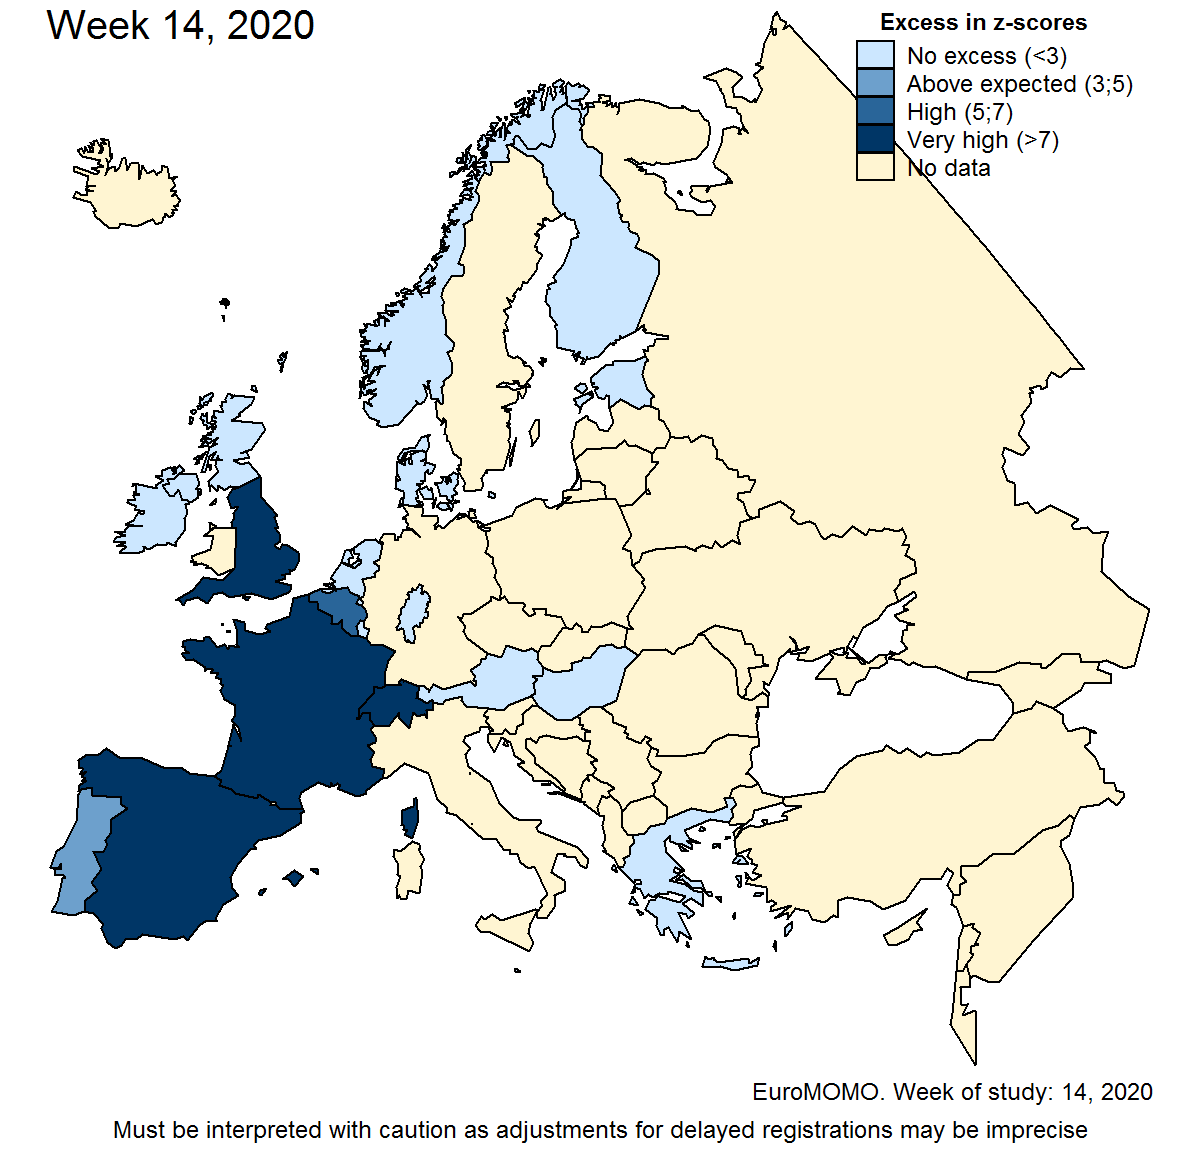 Week 14, 2020
Excess in z-scores
No excess (<3)
Above expected (3;5)
High (5;7)
Very high (>7)
No data
EuroMOMO. Week of study: 14, 2020
Must be interpreted with caution as adjustments for delayed registrations may be imprecise